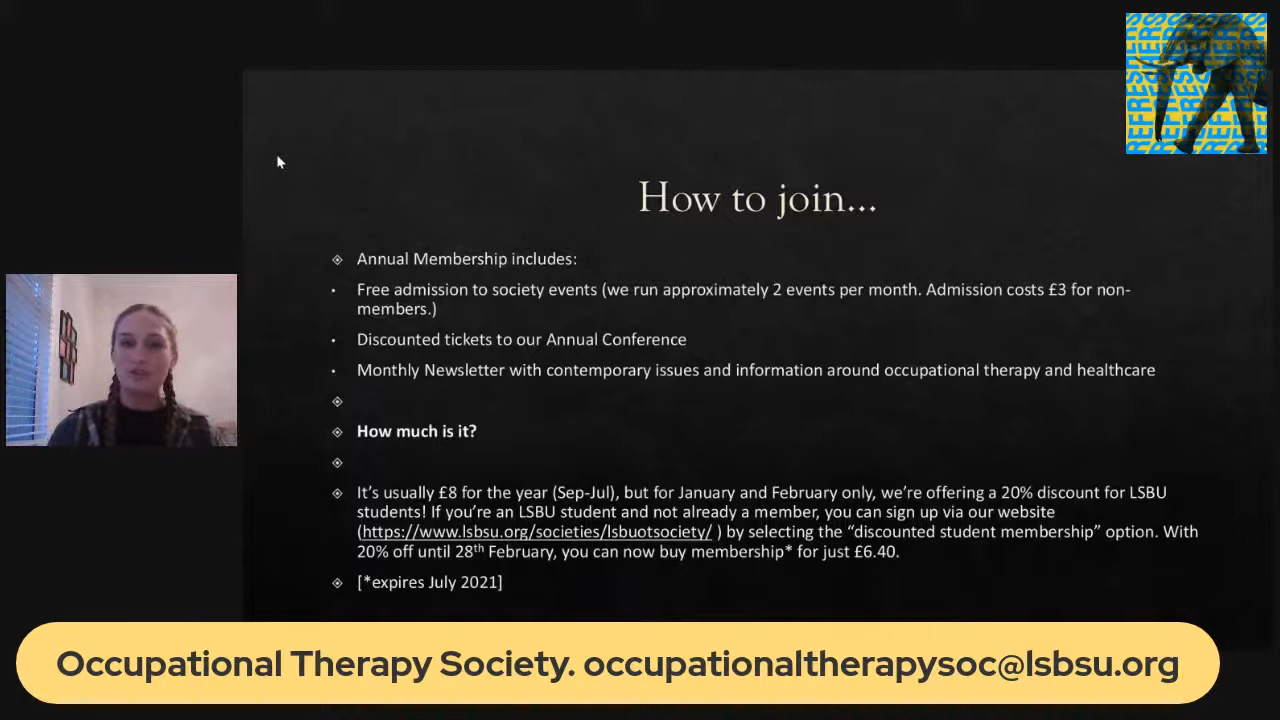 REFRESHERS
How to join...
Annual Membership includes:
Free admission to society events (we run approximately 2 events per month. Admission costs £3 for non-
members.)
Discounted tickets to our Annual Conference
Monthly Newsletter with contemporary issues and information around occupational therapy and healthcare
How much is it?
It’s usually £8 for the year (Sep-Jul), but for January and February only, we’re offering a 20% discount for LSBU
students! If you’re an LSBU student and not already a member, you can sign up via our website
(https://www.lsbsu.org/societies/lsbuotsociety/ ) by selecting the “discounted student membership” option. With
20% off until 28th February, you can now buy membership* for just £6.40.
[*expires July 2021]
Occupational Therapy Society. occupationaltherapysoc@lsbsu.org